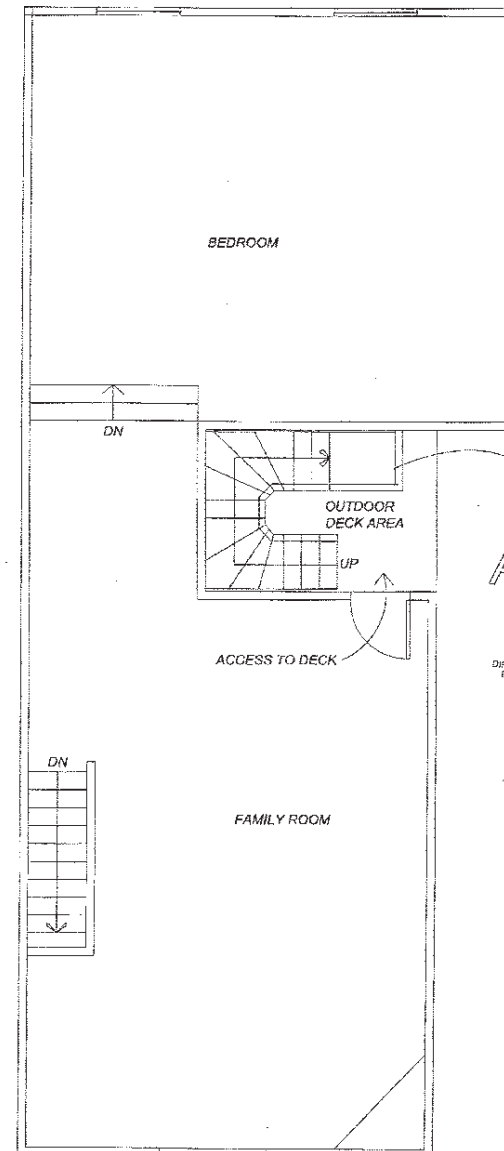 BEDROOM
DN
OUTDOOR
DECK AREA
UP
ACCESS TO DECK
DN
FAMILY ROOM